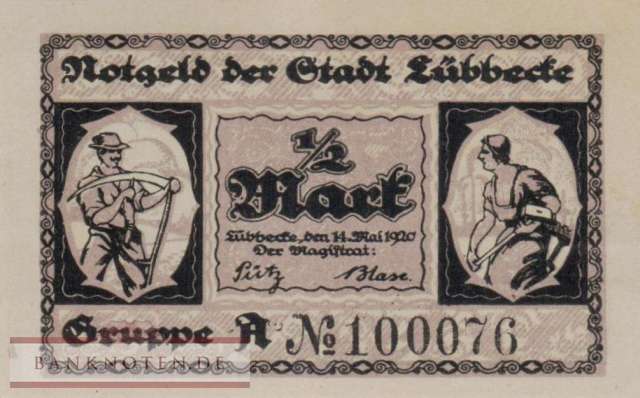 Notgeld der Stadt Lübbecke
1/2
Mark
Lübbecke, den 14. Mai 1920
Der Magistrat:
Pütz Blase.
Gruppe A № 100076
BANKNOTEN.DE